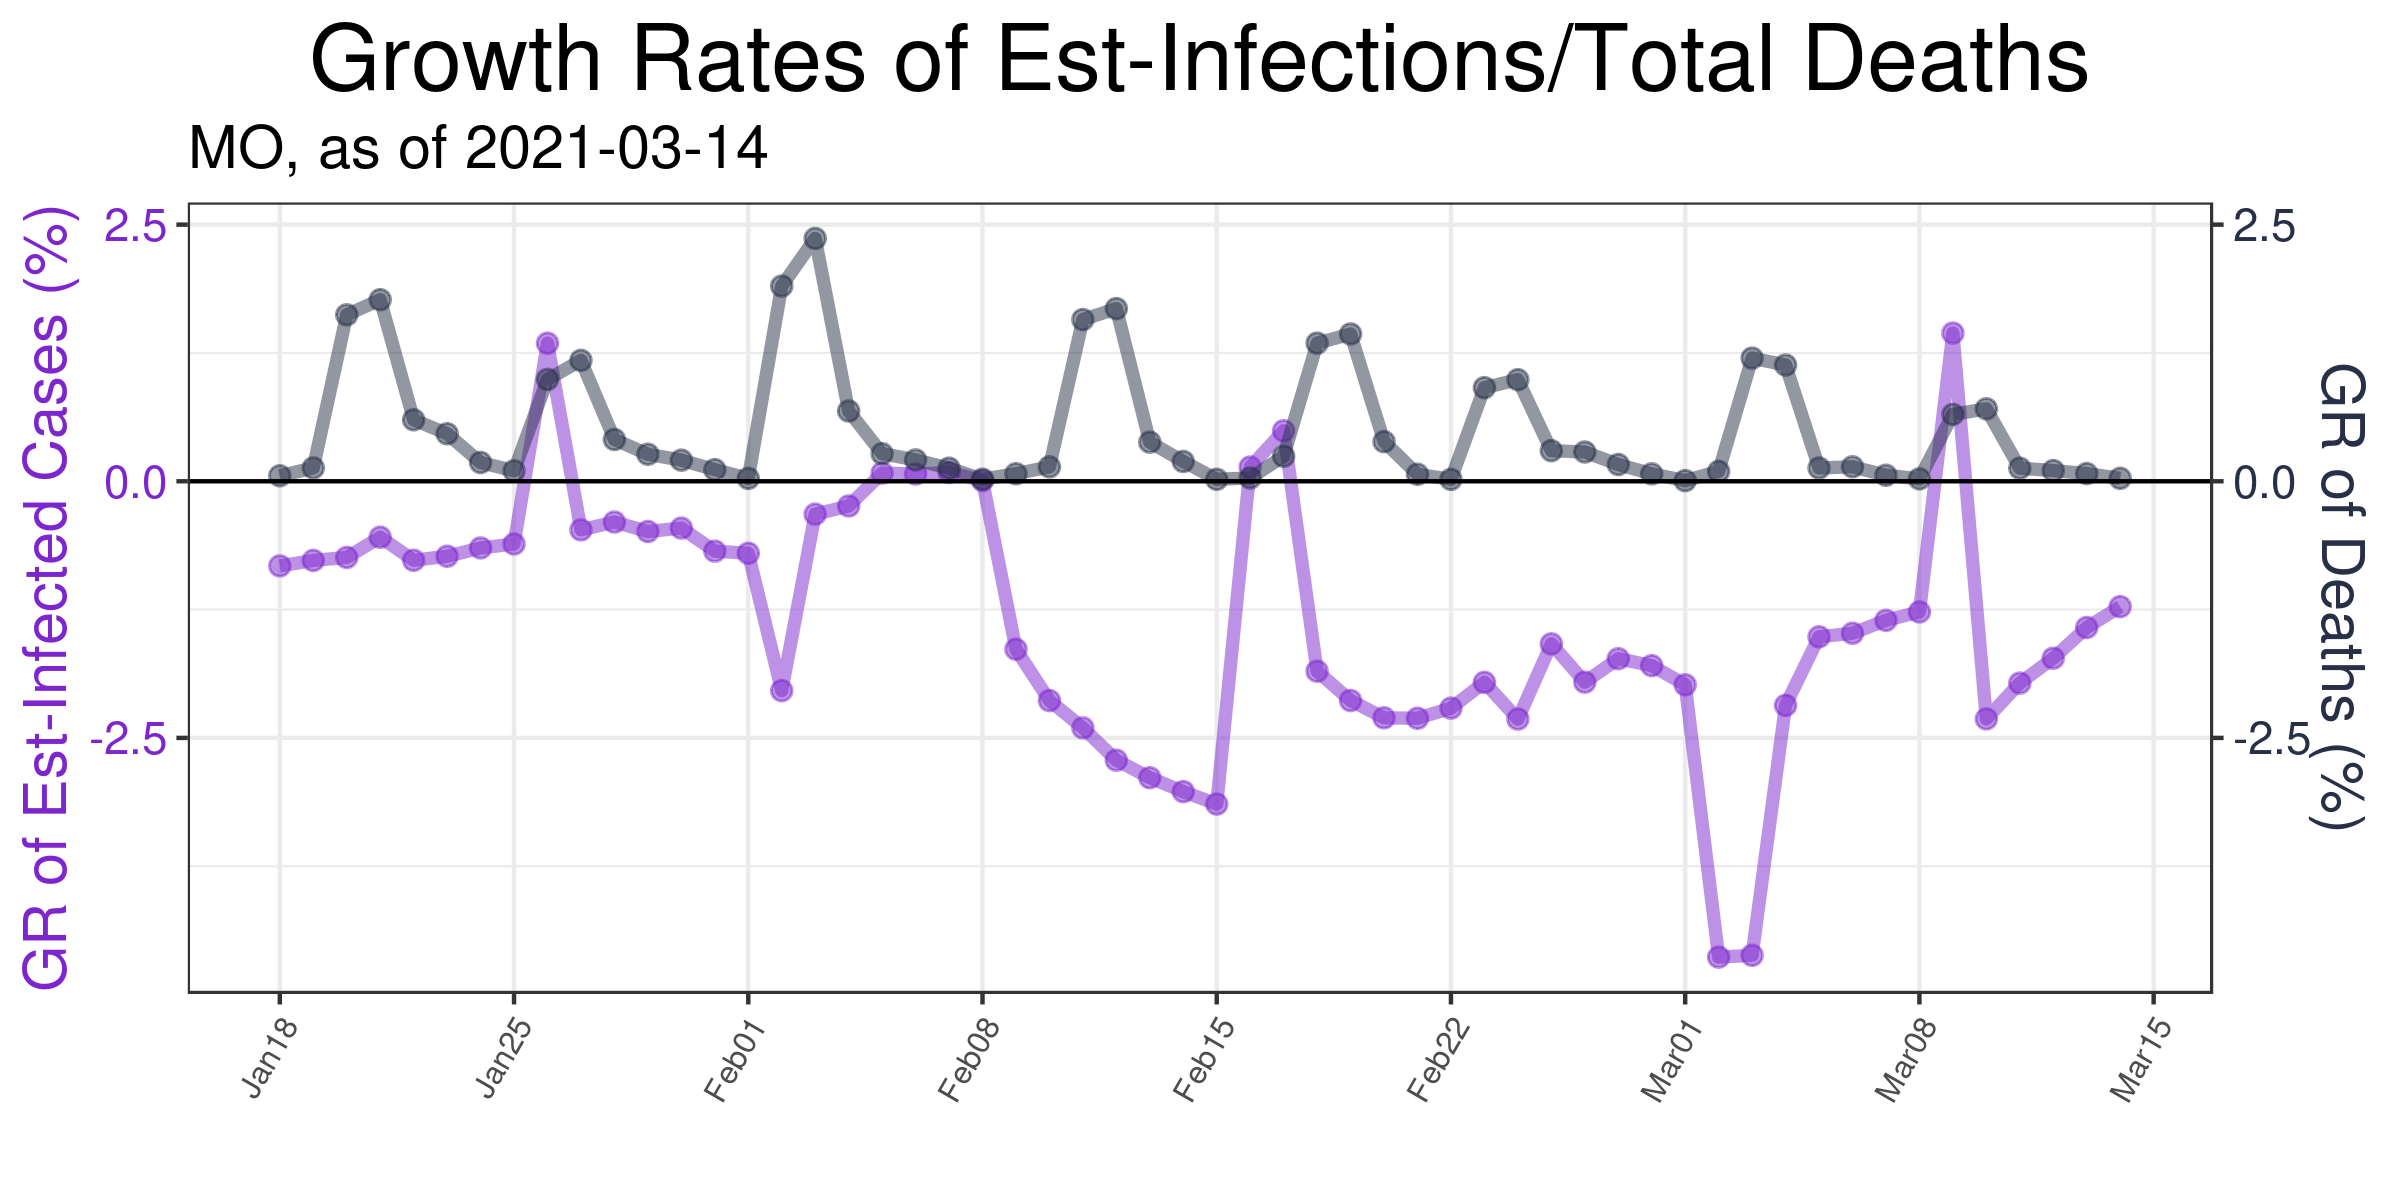 Growth Rates of Est-Infections/Total Deaths
MO, as of 2021-03-14
GR of Est-Infected Cases (%)
2.5
0.0
-2.5
2.5
0.0
-2.5
GR of Deaths (%)
Jan18
Jan25
Feb01
Feb08
Feb15
Feb22
Mar01
Mar08
Mar15